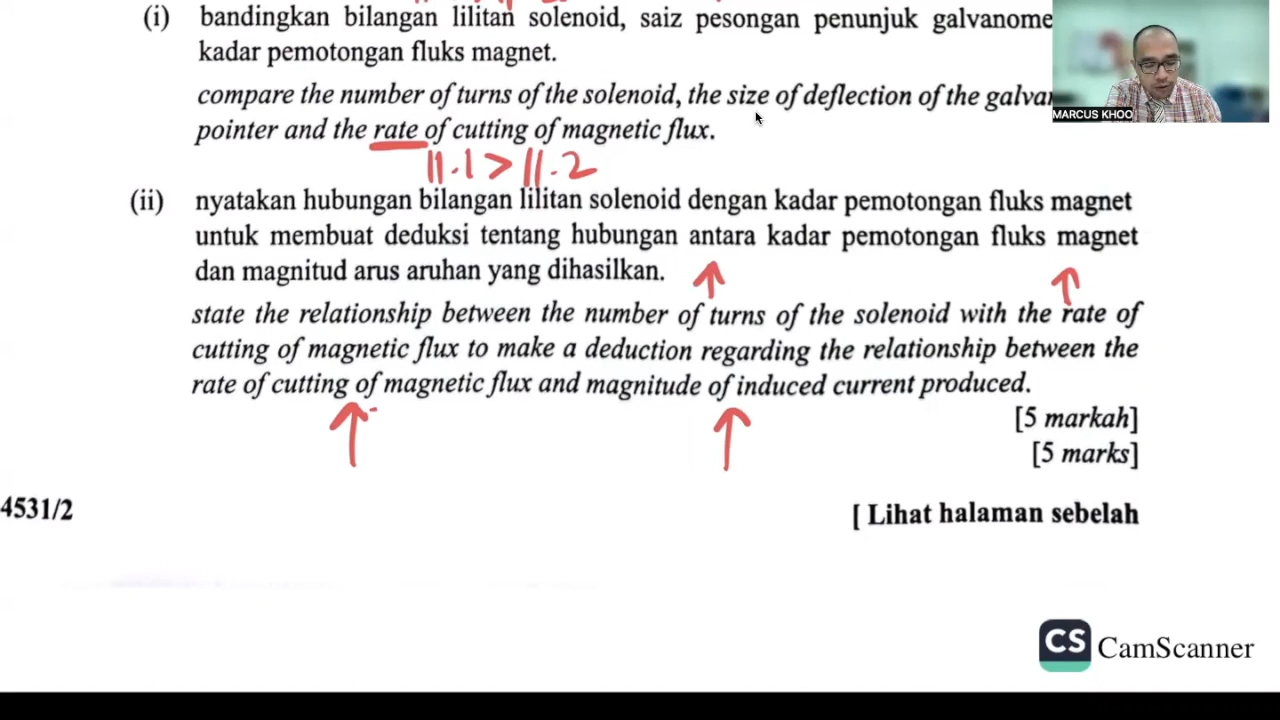 (i) bandingkan bilangan lilitan solenoid, saiz pesongan penunjuk
kadar pemotongan fluks magnet.
compare the number of turns of the solenoid, the size of deflection of the
pointer and the rate of cutting of magnetic flux.
11.1 > 11.2
(ii) nyatakan hubungan bilangan lilitan solenoid dengan kadar pemotongan fluks magnet
untuk membuat deduksi tentang hubungan antara kadar pemotongan fluks magnet
dan magnitud arus aruhan yang dihasilkan.
state the relationship between the number of turns of the solenoid with the rate of
cutting of magnetic flux to make a deduction regarding the relationship between the
rate of cutting of magnetic flux and magnitude of induced current produced.
[5 markah]
[5 marks]
4531/2
[ Lihat halaman sebelah
CS CamScanner
MARCUS KHOO